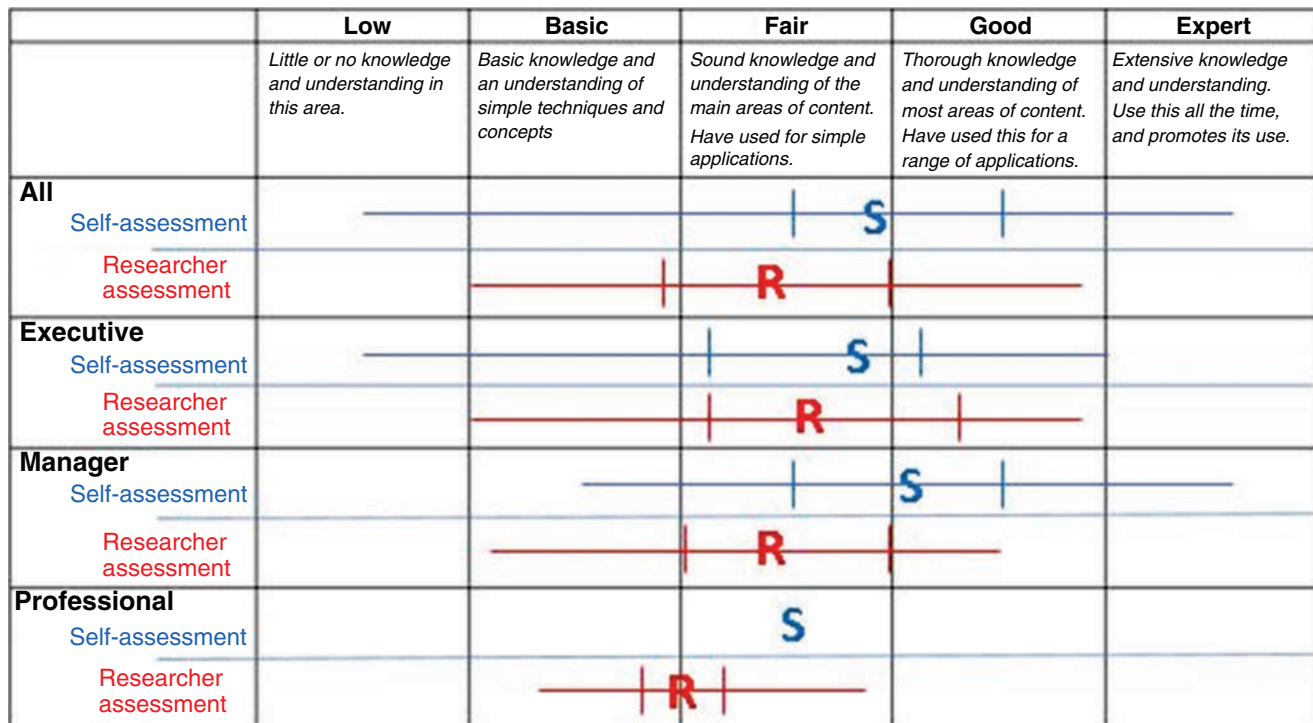 Low Basic Fair Good Expert
Little or no knowledge
and understanding in
this area.
Basic knowledge and
an understanding of
simple techniques and
concepts
Sound knowledge and
understanding of the
main areas of content.
Have used for simple
applications.
Thorough knowledge
and understanding of
most areas of content.
Have used this for a
range of applications.
Extensive knowledge
and understanding.
Use this all the time,
and promotes its use.
All
Self-assessment
S
Researcher
assessment
R
Executive
Self-assessment
S
Researcher
assessment
R
Manager
Self-assessment
S
Researcher
assessment
R
Professional
Self-assessment
S
Researcher
assessment
R